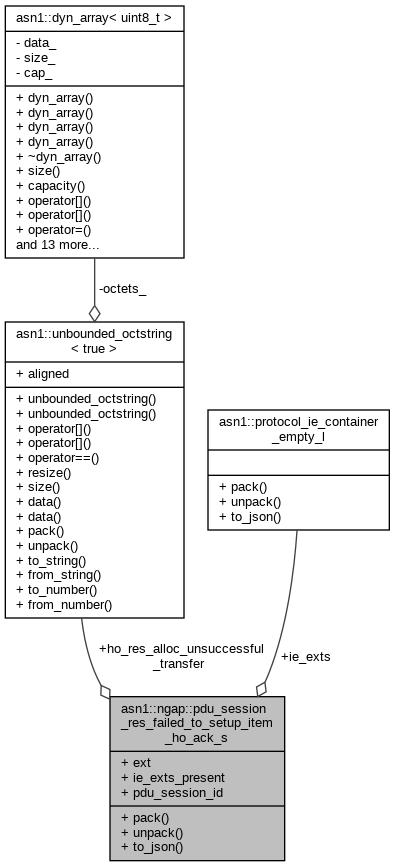 asn1::dyn_array< uint8_t >
- data_
- size_
- cap_
+ dyn_array()
+ dyn_array()
+ dyn_array()
+ dyn_array()
+ ~dyn_array()
+ size()
+ capacity()
+ operator[]()
+ operator[]()
+ operator=()
and 13 more...
-octets_
asn1::unbounded_octstring
< true >
+ aligned
+ unbounded_octstring()
+ unbounded_octstring()
+ operator[]()
+ operator[]()
+ operator==()
+ resize()
+ size()
+ data()
+ data()
+ pack()
+ unpack()
+ to_string()
+ from_string()
+ to_number()
+ from_number()
asn1::protocol_ie_container
_empty_l
+ pack()
+ unpack()
+ to_json()
+ho_res_alloc_unsuccessful
_transfer
+ie_exts
asn1::ngap::pdu_session
_res_failed_to_setup_item
_ho_ack_s
+ ext
+ ie_exts_present
+ pdu_session_id
+ pack()
+ unpack()
+ to_json()